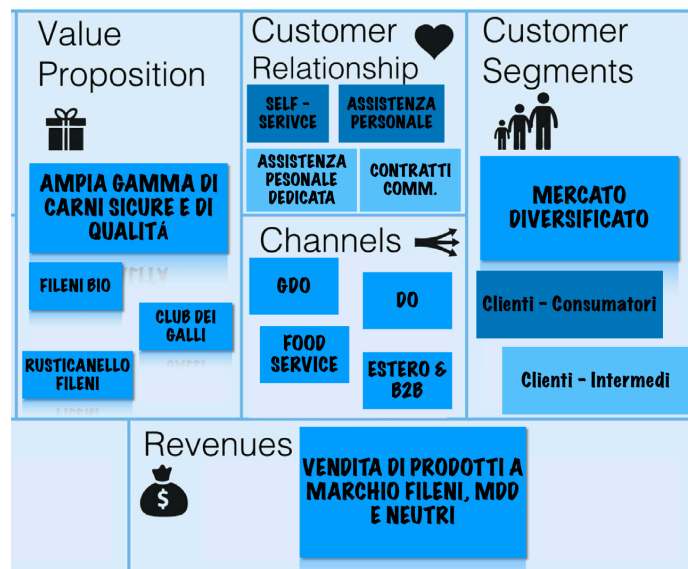 Value
Proposition
AMPIA GAMMA DI
CARNI SICURE E DI
QUALITÁ
FILENI BIO
CLUB DEI
GALLI
RUSTICANELLO
FILENI
Customer
Relationship
SELF -
SERIVCE
ASSISTENZA
PERSONALE
ASSISTENZA
PESONALE
DEDICATA
CONTRATTI
COMM.
Channels
GDO
DO
FOOD
SERVICE
ESTERO &
B2B
Customer
Segments
MERCATO
DIVERSIFICATO
Clienti - Consumatori
Clienti - Intermedi
Revenues
$
VENDITA DI PRODOTTI A
MARCHIO FILENI, MDD
E NEUTRI